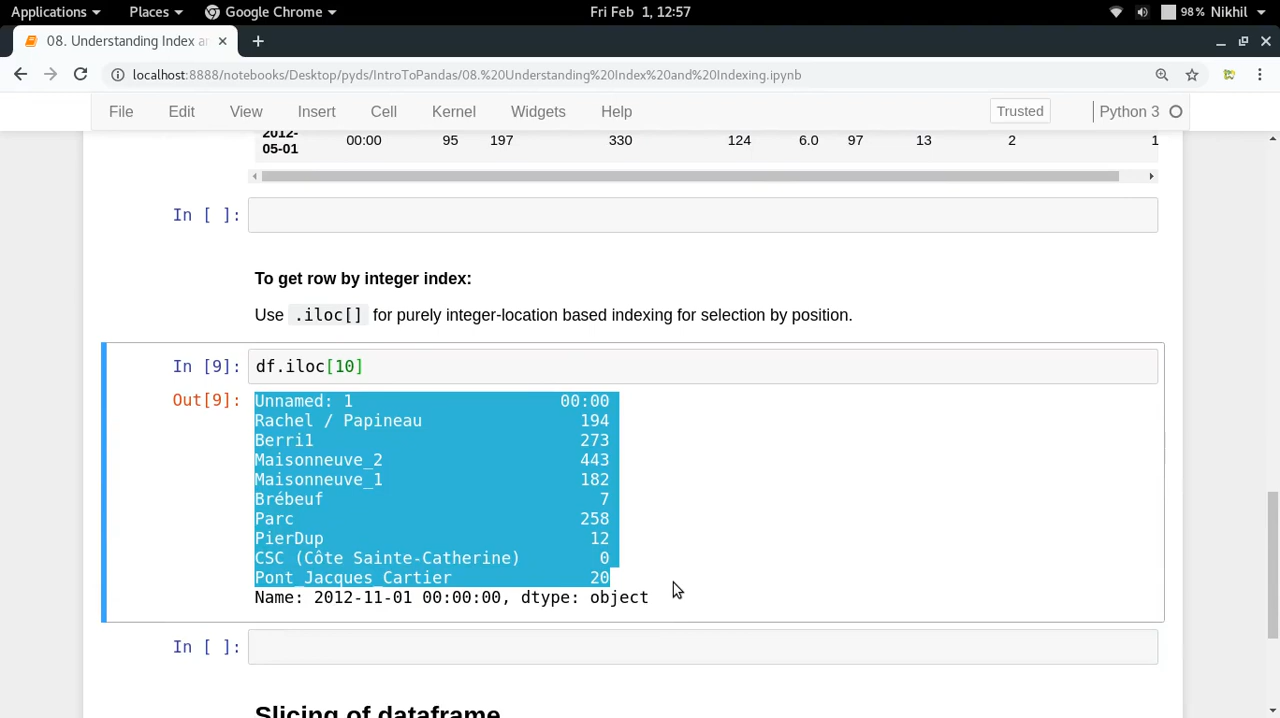 Applications Places Google Chrome Fri Feb 1, 12:57 98% Nikhil
08. Understanding Index an
localhost:8888/notebooks/Desktop/pyds/IntroToPandas/08.%20Understanding%20Index%20and%20Indexing.ipynb
File Edit View Insert Cell Kernel Widgets Help Trusted Python 3
2012-
05-01 00:00 95 197 330 124 6.0 97 13 2 1
In [ ]:
To get row by integer index:
Use .iloc[] for purely integer-location based indexing for selection by position.
In [9]: df.iloc[10]
Out[9]: Unnamed: 1 00:00
Rachel / Papineau 194
Berri1 273
Maisonneuve_2 443
Maisonneuve_1 182
Brébeuf 7
Parc 258
PierDup 12
CSC (Côte Sainte-Catherine) 0
Pont_Jacques_Cartier 20
Name: 2012-11-01 00:00:00, dtype: object
In [ ]:
Slicing of dataframe